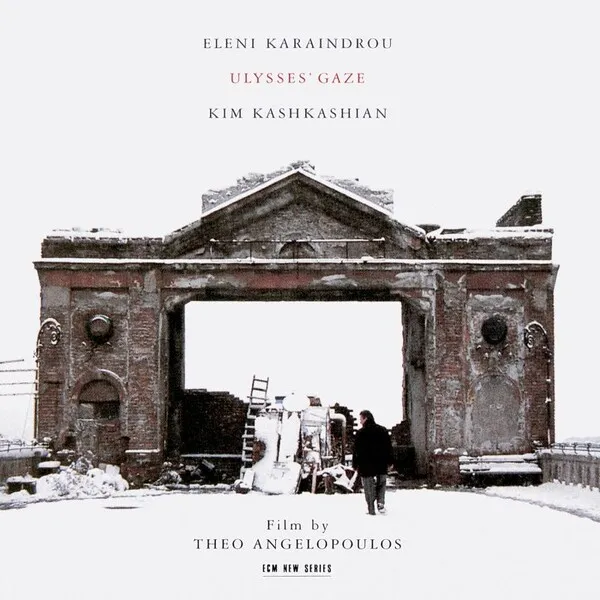 ELENI KARAINDROU
ULYSSES' GAZE
KIM KASHKASHIAN
Film by
THEO ANGELOPOULOS
ECM NEW SERIES